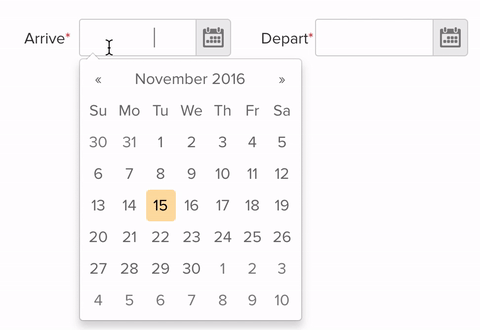 Arrive* Depart*
« November 2016 »
Su Mo Tu We Th Fr Sa
30 31 1 2 3 4 5
6 7 8 9 10 11 12
13 14 15 16 17 18 19
20 21 22 23 24 25 26
27 28 29 30 1 2 3
4 5 6 7 8 9 10